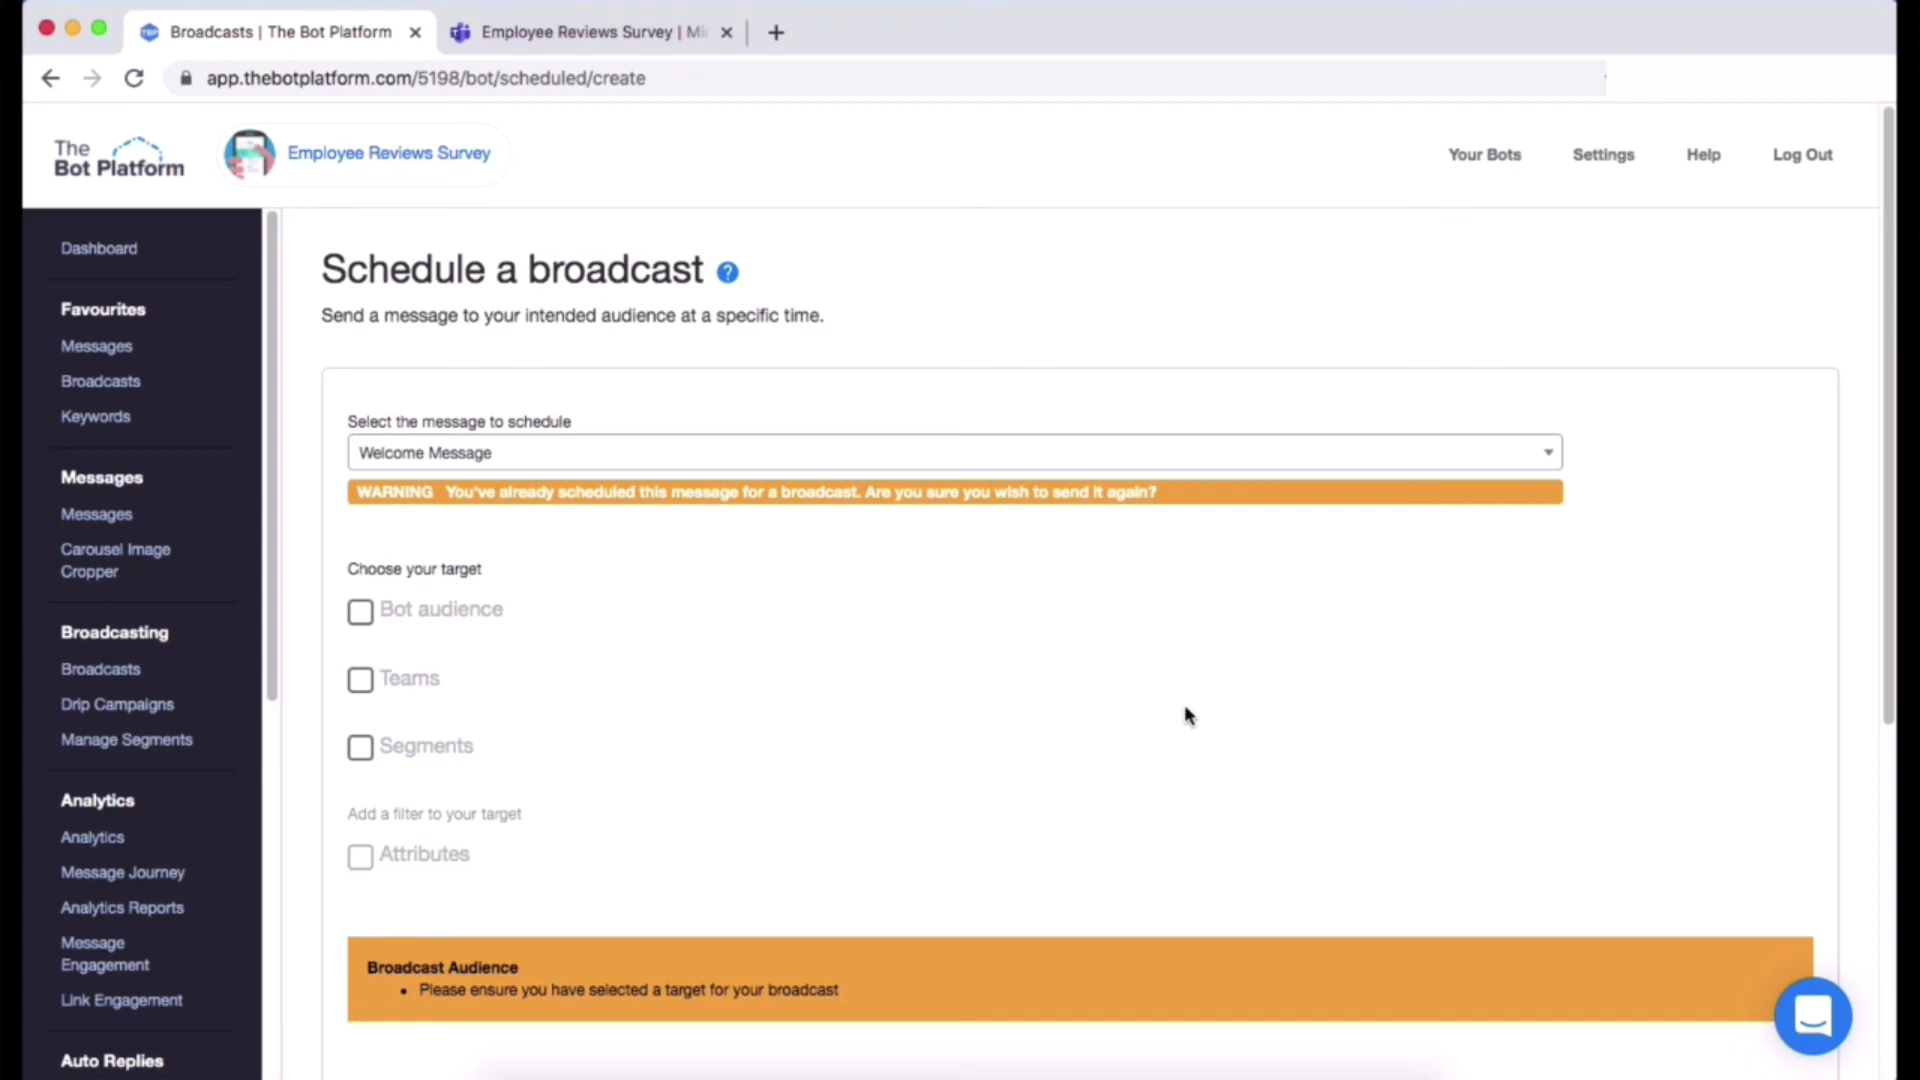 Broadcasts | The Bot Platform
Employee Reviews Survey | Mi
app.thebotplatform.com/5198/bot/scheduled/create
The
Bot Platform
Employee Reviews Survey
Your Bots
Settings
Help
Log Out
Dashboard
Favourites
Messages
Broadcasts
Keywords
Messages
Messages
Carousel Image
Cropper
Broadcasting
Broadcasts
Drip Campaigns
Manage Segments
Analytics
Analytics
Message Journey
Analytics Reports
Message
Engagement
Link Engagement
Auto Replies
Schedule a broadcast ?
Send a message to your intended audience at a specific time.
Select the message to schedule
Welcome Message
WARNING You've already scheduled this message for a broadcast. Are you sure you wish to send it again?
Choose your target
Bot audience
Teams
Segments
Add a filter to your target
Attributes
Broadcast Audience
• Please ensure you have selected a target for your broadcast